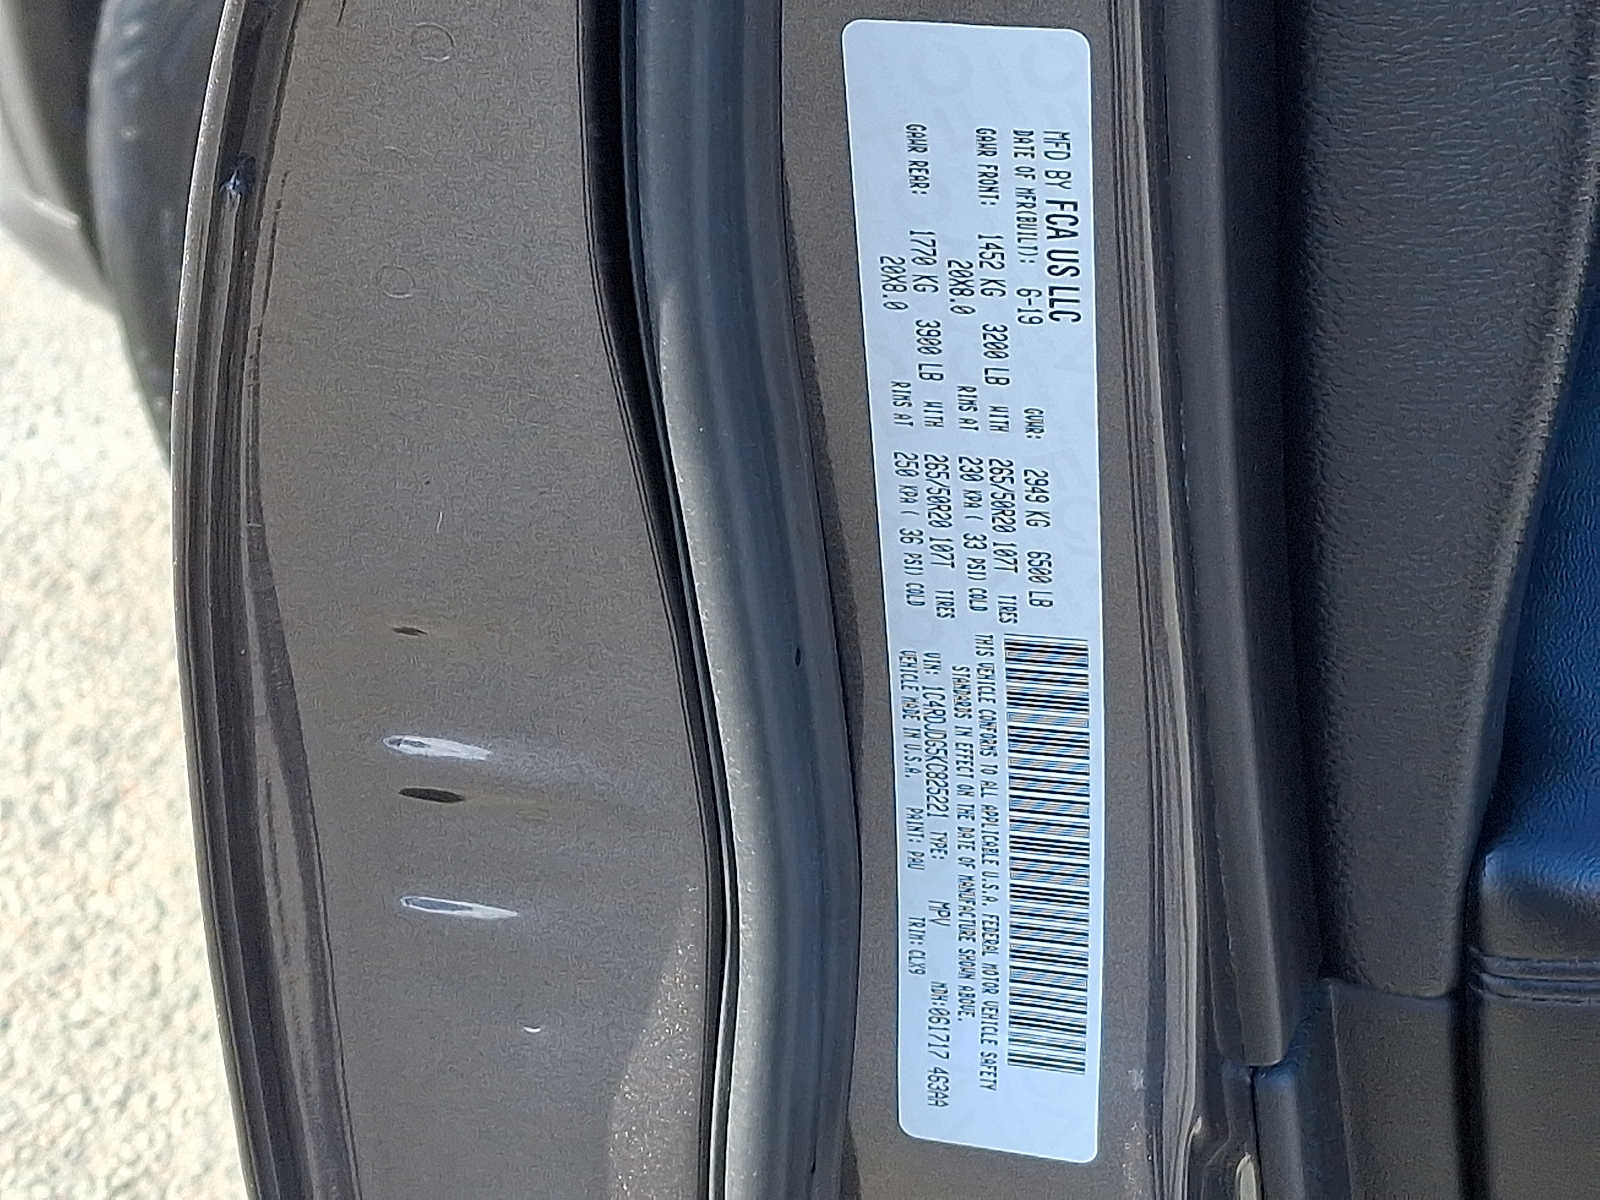 MFD BY FCA US LLC
DATE OF MFR(BUILT): 6-19 GVWR: 2949 KG 6500 LB
GAWR FRONT: 1452 KG 3200 LB WITH 265/50R20 107T TIRES
20X8.0 RIMS AT 230 KPA( 33 PSI) COLD
GAWR REAR: 1770 KG 3900 LB WITH 265/50R20 107T TIRES
20X8.0 RIMS AT 250 KPA( 36 PSI) COLD
THIS VEHICLE CONFORMS TO ALL APPLICABLE U.S.A. FEDERAL MOTOR VEHICLE SAFETY
STANDARDS IN EFFECT ON THE DATE OF MANUFACTURE SHOWN ABOVE.
VIN: 1C4RDJDG5KC825221 TYPE: MPV MDH:061717 463AA
VEHICLE MADE IN U.S.A. PAINT: PAU TRIM: CLX9